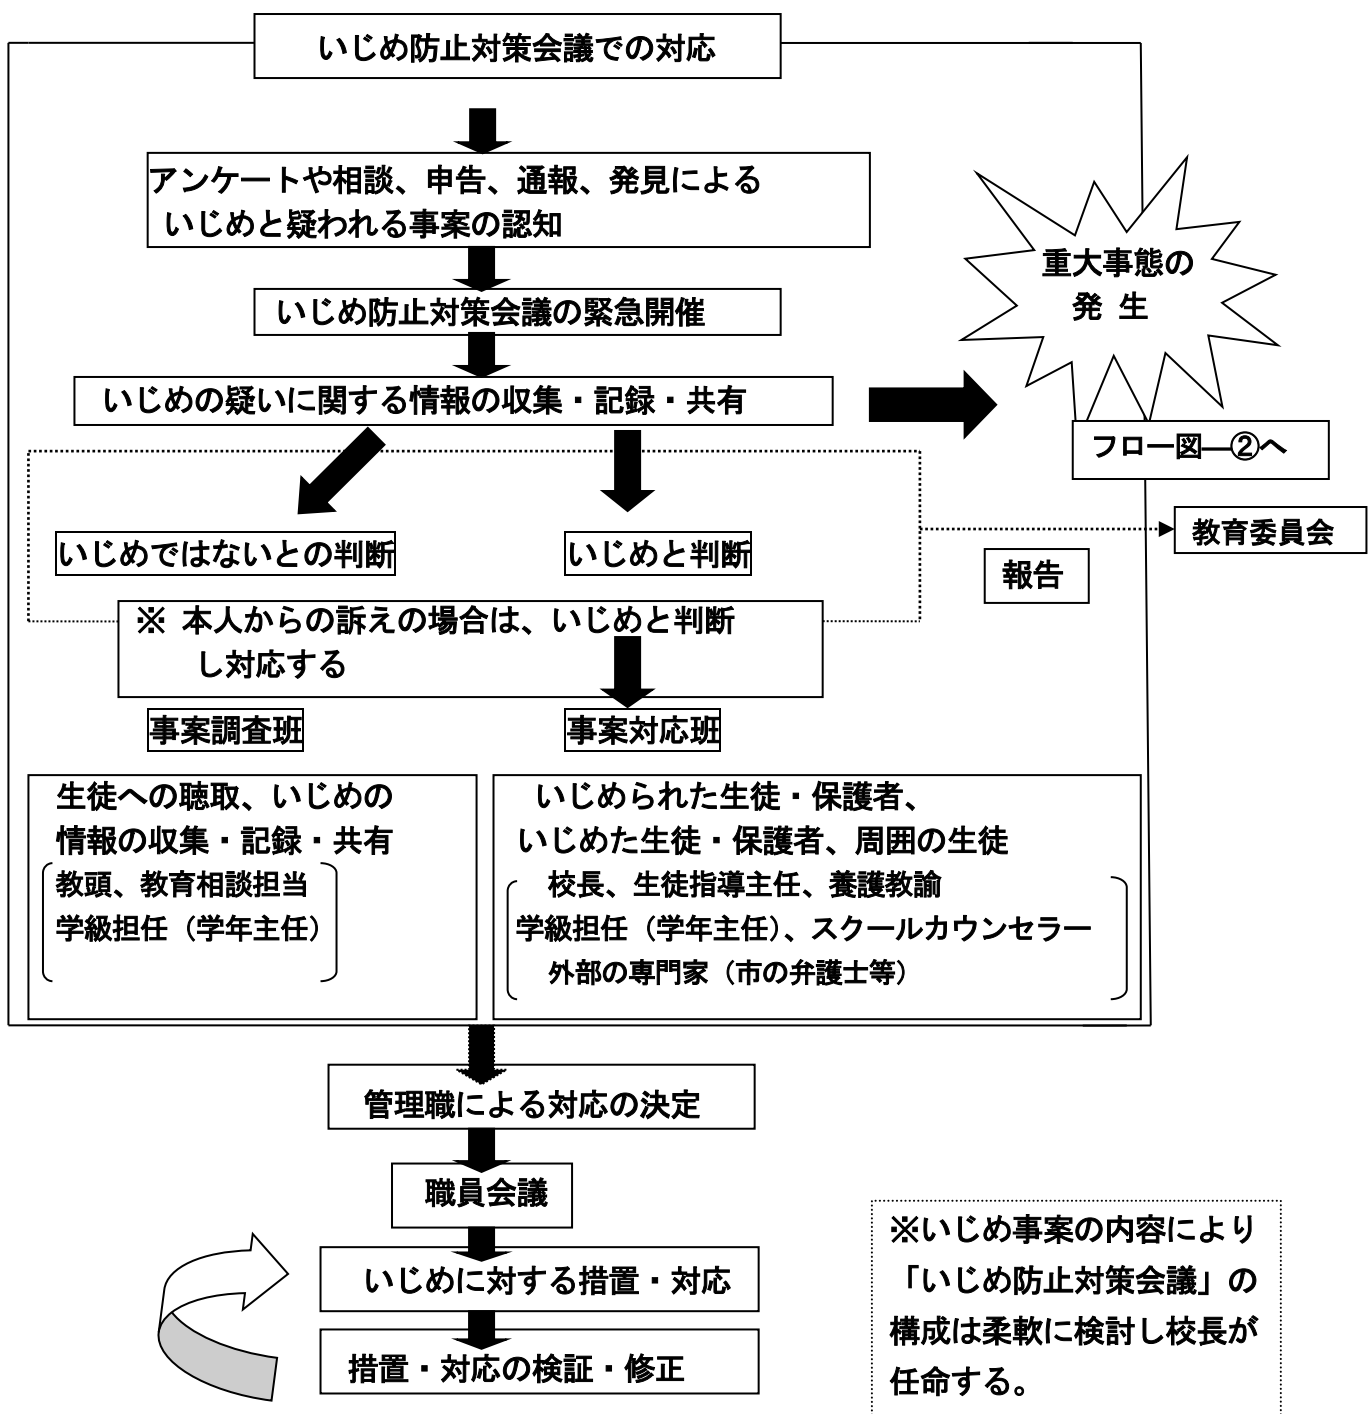 いじめ防止対策会議での対応
アンケートや相談、申告、通報、発見による
いじめと疑われる事案の認知
いじめ防止対策会議の緊急開催
いじめの疑いに関する情報の収集・記録・共有
重大事態の
発 生
フロー図―②へ
教育委員会
報告
いじめではないとの判断
いじめと判断
※ 本人からの訴えの場合は、いじめと判断
し対応する
事案調査班
事案対応班
生徒への聴取、いじめの
情報の収集・記録・共有
教頭、教育相談担当
学級担任（学年主任）
いじめられた生徒・保護者、
いじめた生徒・保護者、周囲の生徒
校長、生徒指導主任、養護教諭
学級担任（学年主任）、スクールカウンセラー
外部の専門家（市の弁護士等）
管理職による対応の決定
職員会議
いじめに対する措置・対応
措置・対応の検証・修正
※いじめ事案の内容により
「いじめ防止対策会議」の
構成は柔軟に検討し校長が
任命する。